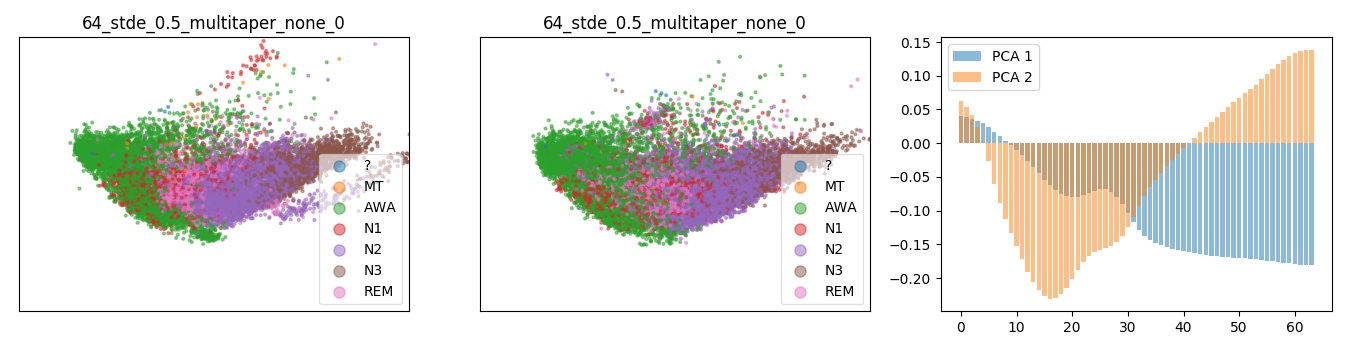 64_stde_0.5_multitaper_none_0
?
MT
AWA
N1
N2
N3
REM
64_stde_0.5_multitaper_none_0
?
MT
AWA
N1
N2
N3
REM
PCA 1
PCA 2
0.15
0.10
0.05
0.00
−0.05
−0.10
−0.15
−0.20
0 10 20 30 40 50 60